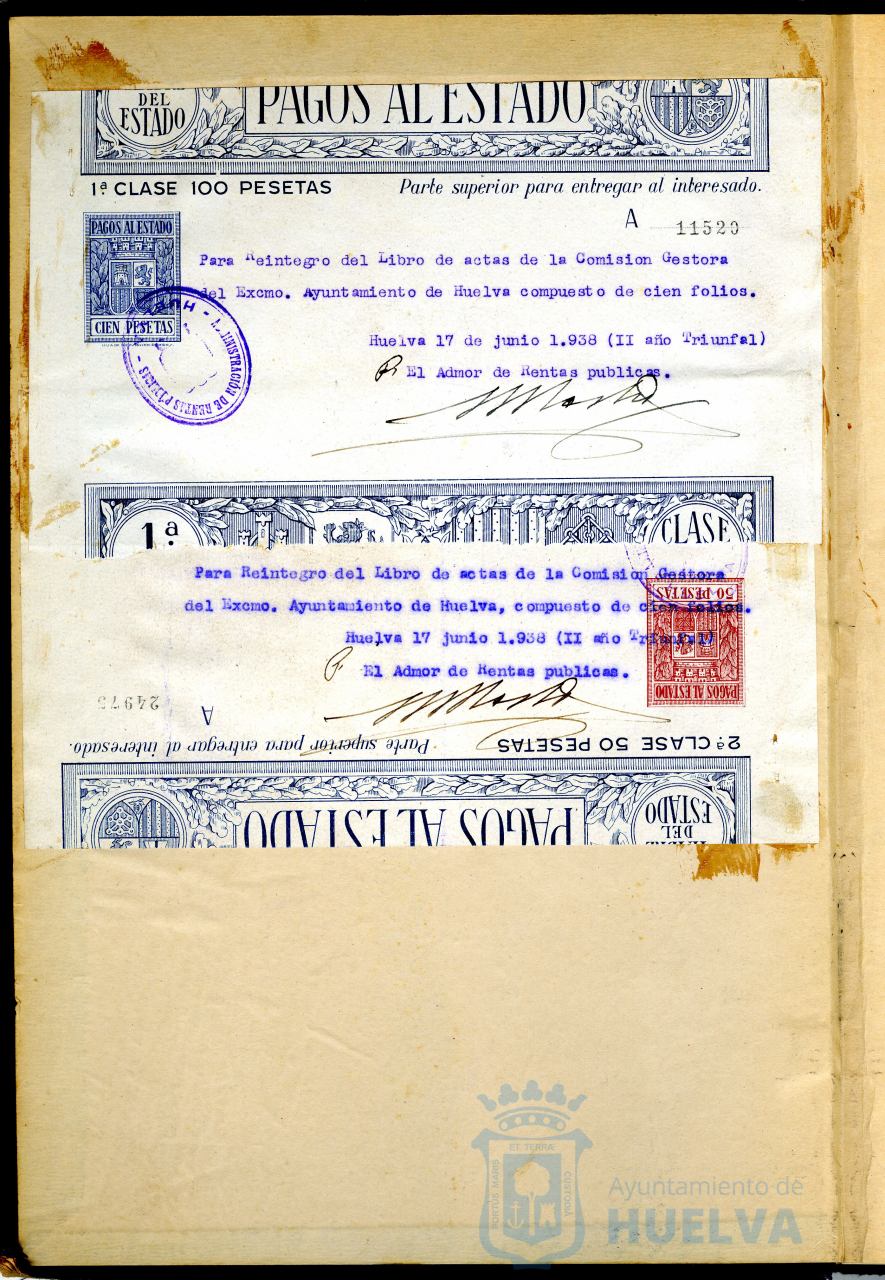 DEL
ESTADO
PAGOS AL ESTADO
1ª CLASE 100 PESETAS
Parte superior para entregar al interesado.
A 11520
PAGOS AL ESTADO
CIEN PESETAS
Para Reintegro del Libro de actas de la Comision Gestora
del Excmo. Ayuntamiento de Huelva compuesto de cien folios.
Huelva 17 de junio 1.938 (II año Triunfal)
P. El Admor de Rentas publicas.
1ª
CLASE
Para Reintegro del Libro de actas de la Comision Gestora
del Excmo. Ayuntamiento de Huelva, compuesto de cien folios.
Huelva 17 junio 1.938 (II año Triunfal)
P. El Admor de Rentas publicas.
50 PESETAS
PAGOS AL ESTADO
A 24975
2ª CLASE 50 PESETAS
Parte superior para entregar al interesado.
PAGOS AL ESTADO
DEL
ESTADO
PORTUS MARIS
ET TERRÆ
CUSTODIA
Ayuntamiento de
HUELVA